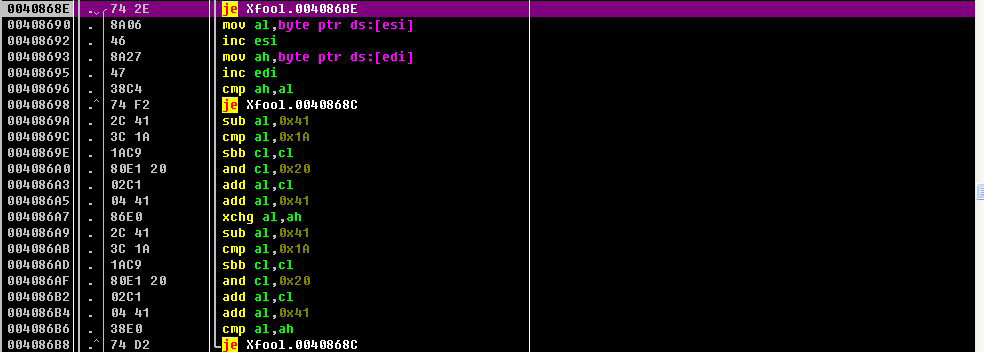 0040868E . 74 2E je Xfool.004086BE
00408690 . 8A06 mov al,byte ptr ds:[esi]
00408692 . 46 inc esi
00408693 . 8A27 mov ah,byte ptr ds:[edi]
00408695 . 47 inc edi
00408696 . 38C4 cmp ah,al
00408698 .^ 74 F2 je Xfool.0040868C
0040869A . 2C 41 sub al,0x41
0040869C . 3C 1A cmp al,0x1A
0040869E . 1AC9 sbb cl,cl
004086A0 . 80E1 20 and cl,0x20
004086A3 . 02C1 add al,cl
004086A5 . 04 41 add al,0x41
004086A7 . 86E0 xchg al,ah
004086A9 . 2C 41 sub al,0x41
004086AB . 3C 1A cmp al,0x1A
004086AD . 1AC9 sbb cl,cl
004086AF . 80E1 20 and cl,0x20
004086B2 . 02C1 add al,cl
004086B4 . 04 41 add al,0x41
004086B6 . 38E0 cmp al,ah
004086B8 .^ 74 D2 je Xfool.0040868C